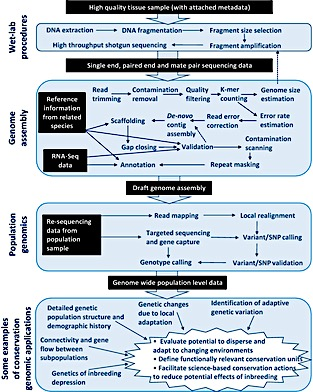 High quality tissue sample (with attached metadata)
Wet-lab
procedures
DNA extraction
DNA fragmentation
Fragment size selection
High throughput shotgun sequencing
Fragment amplification
Single end, paired end and mate pair sequencing data
Genome
assembly
Reference
information
from related
species
Read
trimming
Contamination
removal
Quality
filtering
K-mer
counting
Genome size
estimation
Scaffolding
De-novo
contig
assembly
Read error
correction
Error rate
estimation
Gap closing
Validation
Contamination
scanning
RNA-Seq
data
Annotation
Repeat masking
Draft genome assembly
Population
genomics
Re-sequencing
data from
population
sample
Read mapping
Local realignment
Targeted sequencing
and gene capture
Variant/SNP calling
Genotype calling
Variant/SNP validation
Genome wide population level data
Some examples
of conservation
genomic applications
Detailed genetic
population structure and
demographic history
Genetic changes
due to local
adaptation
Identification of adaptive
genetic variation
Connectivity and gene
flow between
subpopulations
Genetics of inbreeding
depression
• Evaluate potential to disperse and
adapt to changing environments
• Define functionally relevant conservation units
• Facilitate science-based conservation actions
to reduce potential effects of inbreeding